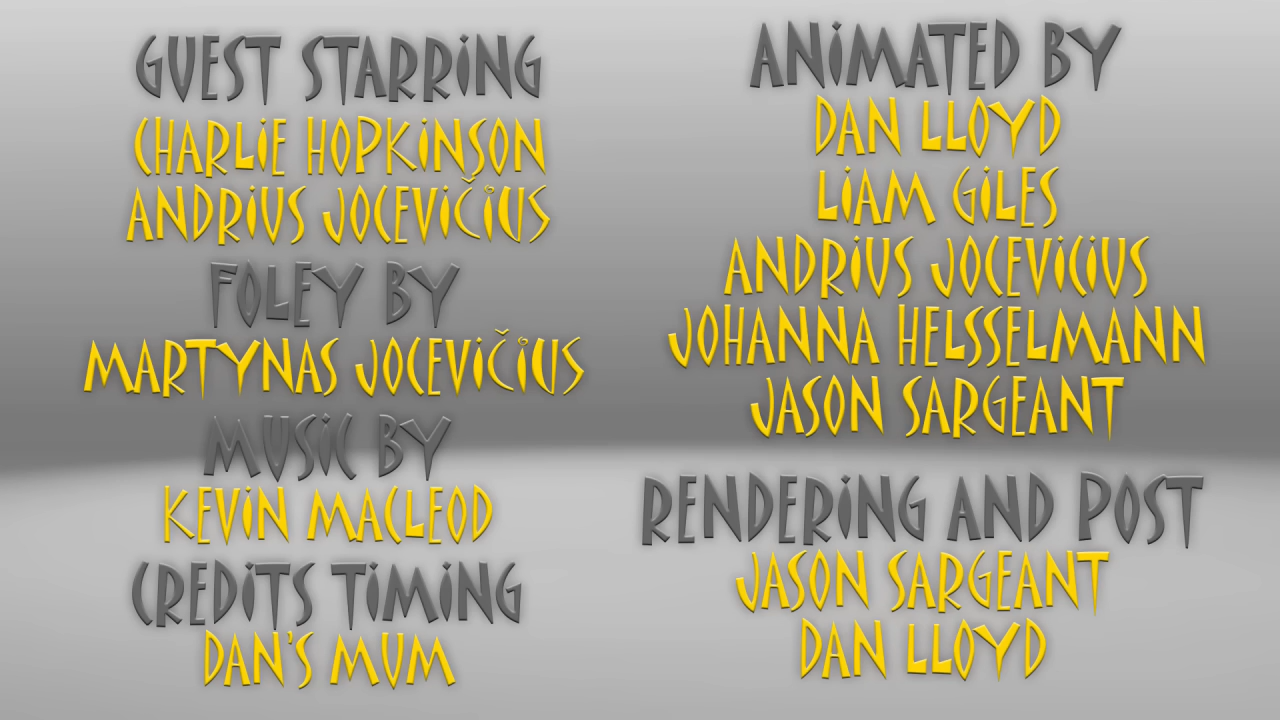 GUEST STARRING
CHARLiE HOPKiNSON
ANDRiUS JOCEViČiUS
FOLEY BY
MARTYNAS JOCEViČiUS
MUSiC BY
KEViN MACLEOD
CREDiTS TiMiNG
DAN'S MUM
ANiMATED BY
DAN LLOYD
LiAM GiLES
ANDRiUS JOCEViCiUS
JOHANNA HELSSELMANN
JASON SARGEANT
RENDERiNG AND POST
JASON SARGEANT
DAN LLOYD